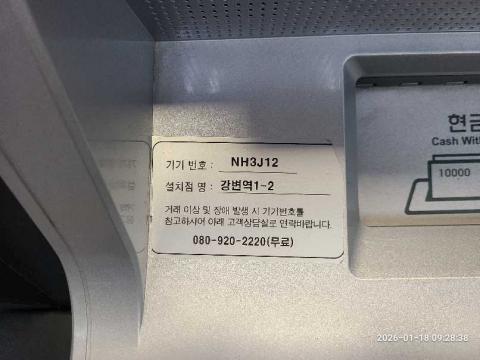 기기 번호 : NH3J12
설치점 명 : 강변역1~2
거래 이상 및 장애 발생 시 기기번호를
참고하시어 아래 고객상담실로 연락바랍니다.
080-920-2220(무료)
현금
Cash With
10000
2026-01-18 09:28:38